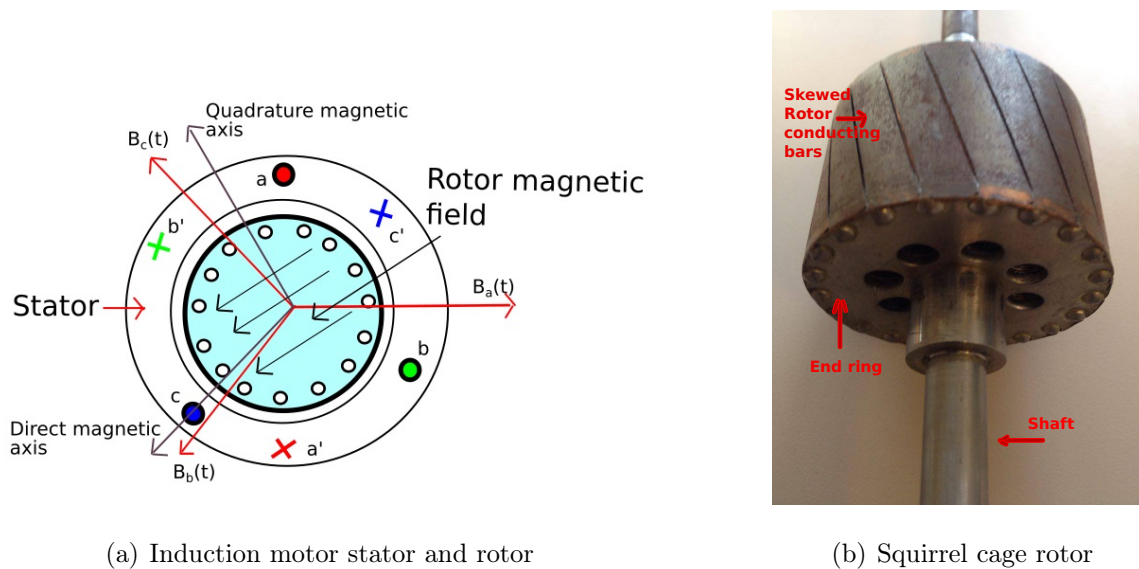 Quadrature magnetic
axis
B_c(t)
a
Rotor magnetic
field
b'
c'
Stator
B_a(t)
b
c
Direct magnetic
axis
B_b(t)
a'
(a) Induction motor stator and rotor
Skewed
Rotor
conducting
bars
End ring
Shaft
(b) Squirrel cage rotor